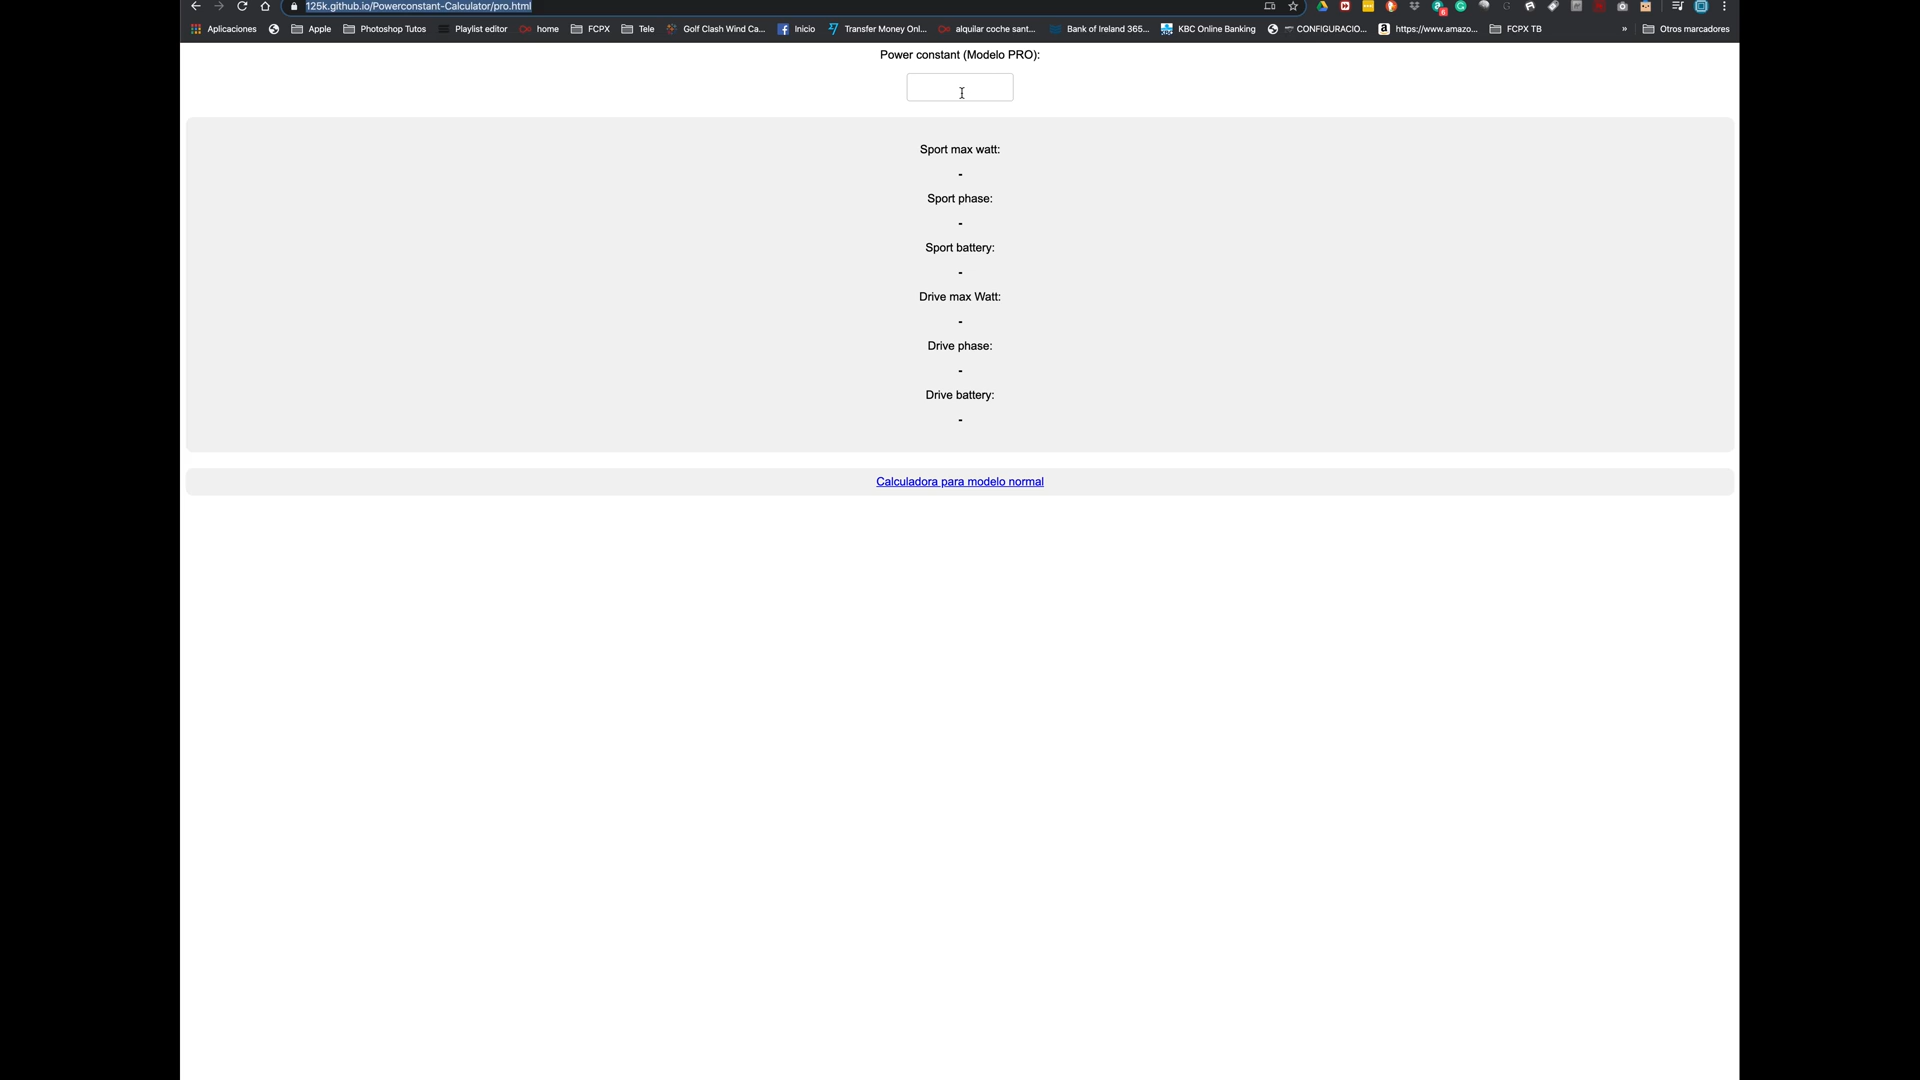 125k.github.io/Powerconstant-Calculator/pro.html
Aplicaciones Apple Photoshop Tutos Playlist editor home FCPX Tele Golf Clash Wind Ca... Inicio Transfer Money Onl... alquilar coche sant... Bank of Ireland 365... KBC Online Banking CONFIGURACIO... https://www.amazo... FCPX TB » Otros marcadores
Power constant (Modelo PRO):
Sport max watt:
-
Sport phase:
-
Sport battery:
-
Drive max Watt:
-
Drive phase:
-
Drive battery:
-
Calculadora para modelo normal